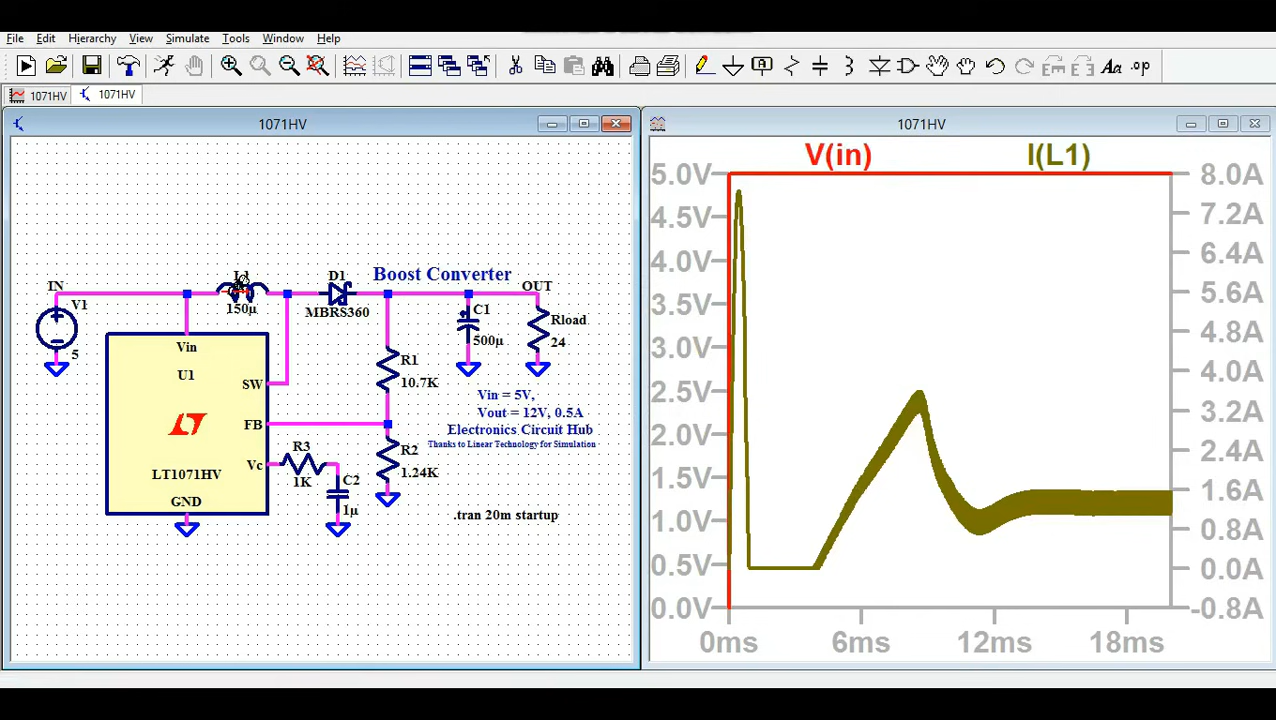 File Edit Hierarchy View Simulate Tools Window Help
Aa .op
1071HV 1071HV
1071HV
IN
V1
5
150µ
D1
MBRS360
Boost Converter
OUT
C1
500µ
Rload
24
Vin
U1
SW
FB
Vc
LT1071HV
GND
R1
10.7K
R2
1.24K
R3
1K
C2
1µ
Vin = 5V,
Vout = 12V, 0.5A
Electronics Circuit Hub
Thanks to Linear Technology for Simulation
.tran 20m startup
1071HV
V(in) I(L1)
5.0V 8.0A
4.5V 7.2A
4.0V 6.4A
3.5V 5.6A
3.0V 4.8A
2.5V 4.0A
2.0V 3.2A
1.5V 2.4A
1.0V 1.6A
0.5V 0.8A
0.0V 0.0A
-0.8A
0ms 6ms 12ms 18ms